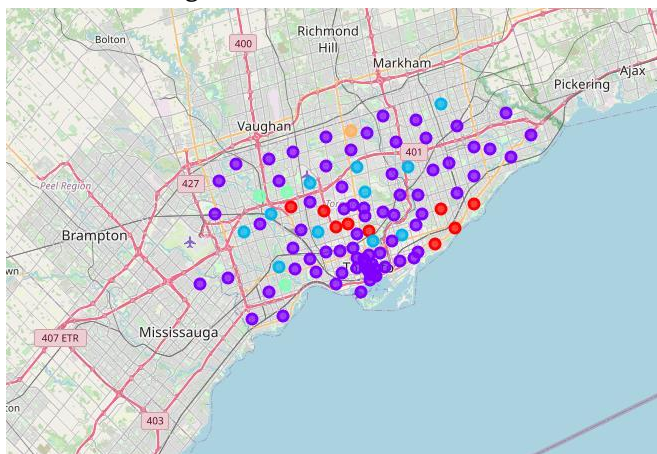 Bolton
400
Richmond
Hill
Markham
Ajax
Pickering
Vaughan
401
427
Peel Region
Brampton
Mississauga
407 ETR
403